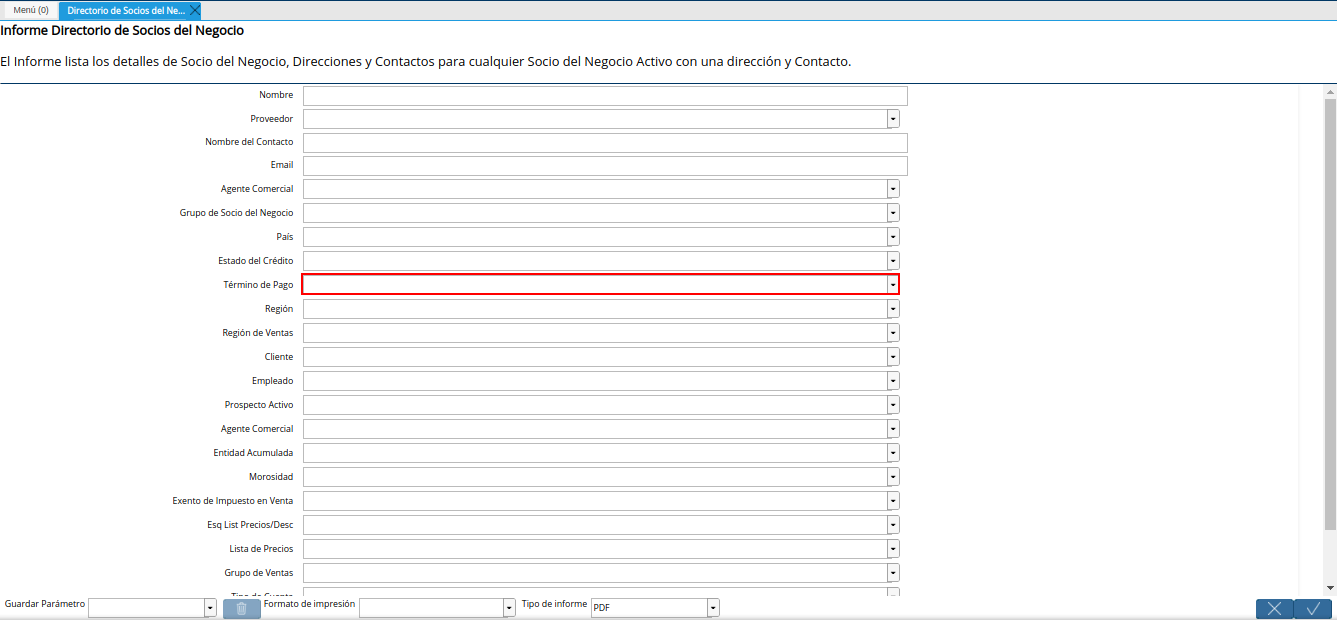 Menú (0)
Directorio de Socios del Ne...
Informe Directorio de Socios del Negocio
El Informe lista los detalles de Socio del Negocio, Direcciones y Contactos para cualquier Socio del Negocio Activo con una dirección y Contacto.
Nombre
Proveedor
Nombre del Contacto
Email
Agente Comercial
Grupo de Socio del Negocio
País
Estado del Crédito
Término de Pago
Región
Región de Ventas
Cliente
Empleado
Prospecto Activo
Agente Comercial
Entidad Acumulada
Morosidad
Exento de Impuesto en Venta
Esq List Precios/Desc
Lista de Precios
Grupo de Ventas
Tipo de Cuenta
Guardar Parámetro
Formato de impresión
Tipo de informe
PDF